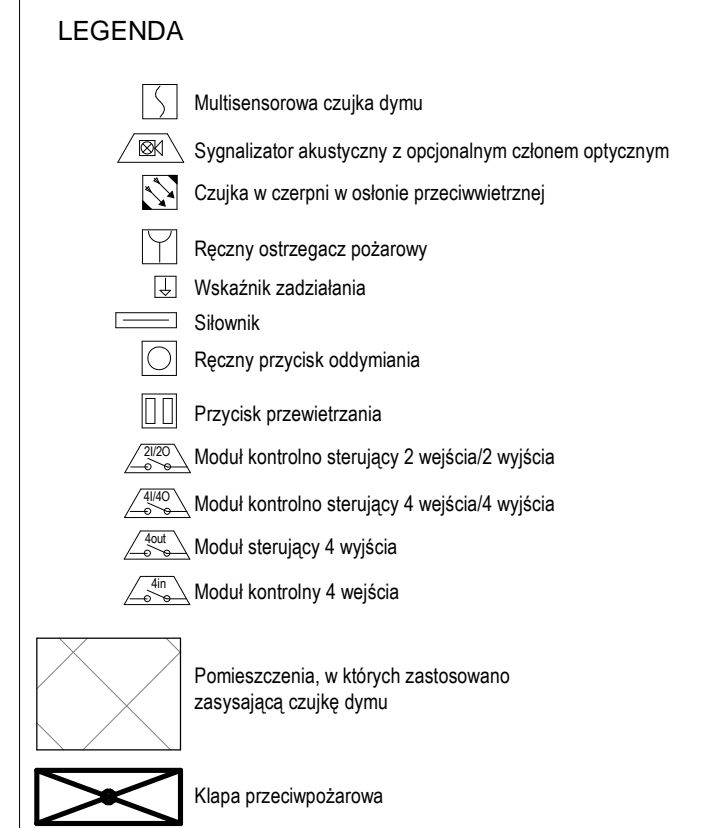 LEGENDA
Multisensorowa czujka dymu
Sygnalizator akustyczny z opcjonalnym członem optycznym
Czujka w czerpni w osłonie przeciwwietrznej
Ręczny ostrzegacz pożarowy
Wskaźnik zadziałania
Siłownik
Ręczny przycisk oddymiania
Przycisk przewietrzania
2I/2O Moduł kontrolno sterujący 2 wejścia/2 wyjścia
4I/4O Moduł kontrolno sterujący 4 wejścia/4 wyjścia
4out Moduł sterujący 4 wyjścia
4in Moduł kontrolny 4 wejścia
Pomieszczenia, w których zastosowano
zasysającą czujkę dymu
Klapa przeciwpożarowa